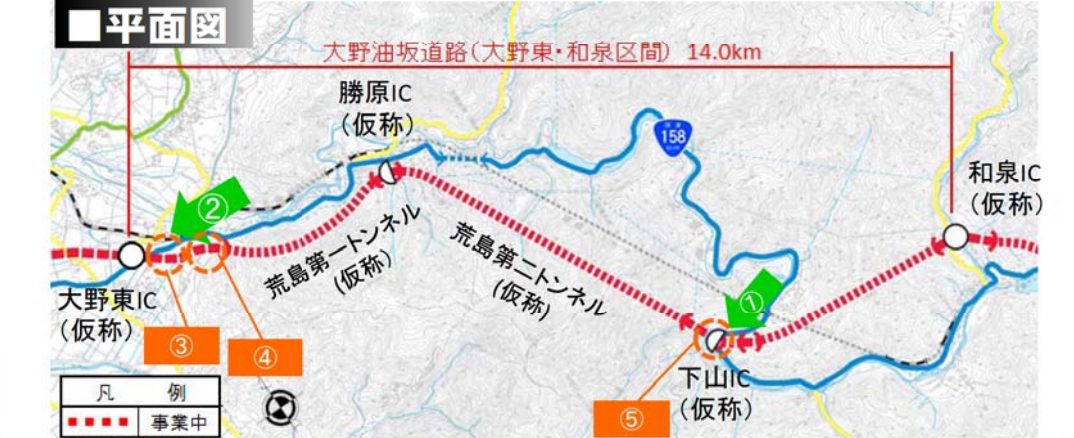 ■平面図
大野油坂道路(大野東・和泉区間) 14.0km
勝原IC
(仮称)
158
和泉IC
(仮称)
②
荒島第一トンネル
(仮称)
荒島第二トンネル
(仮称)
①
大野東IC
(仮称)
③
④
下山IC
(仮称)
⑤
凡 例
事業中